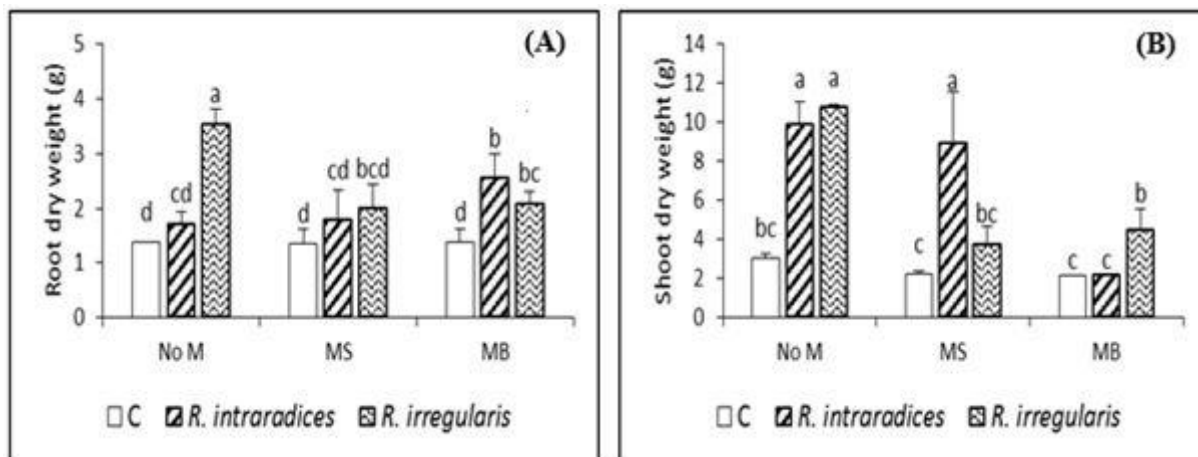 (A)
Root dry weight (g)
5
4
3
2
1
0
d
cd
a
d
cd
bcd
d
b
bc
No M
MS
MB
C
R. intraradices
R. irregularis
(B)
Shoot dry weight (g)
14
12
10
8
6
4
2
0
bc
a
a
c
a
bc
c
c
b
No M
MS
MB
C
R. intraradices
R. irregularis